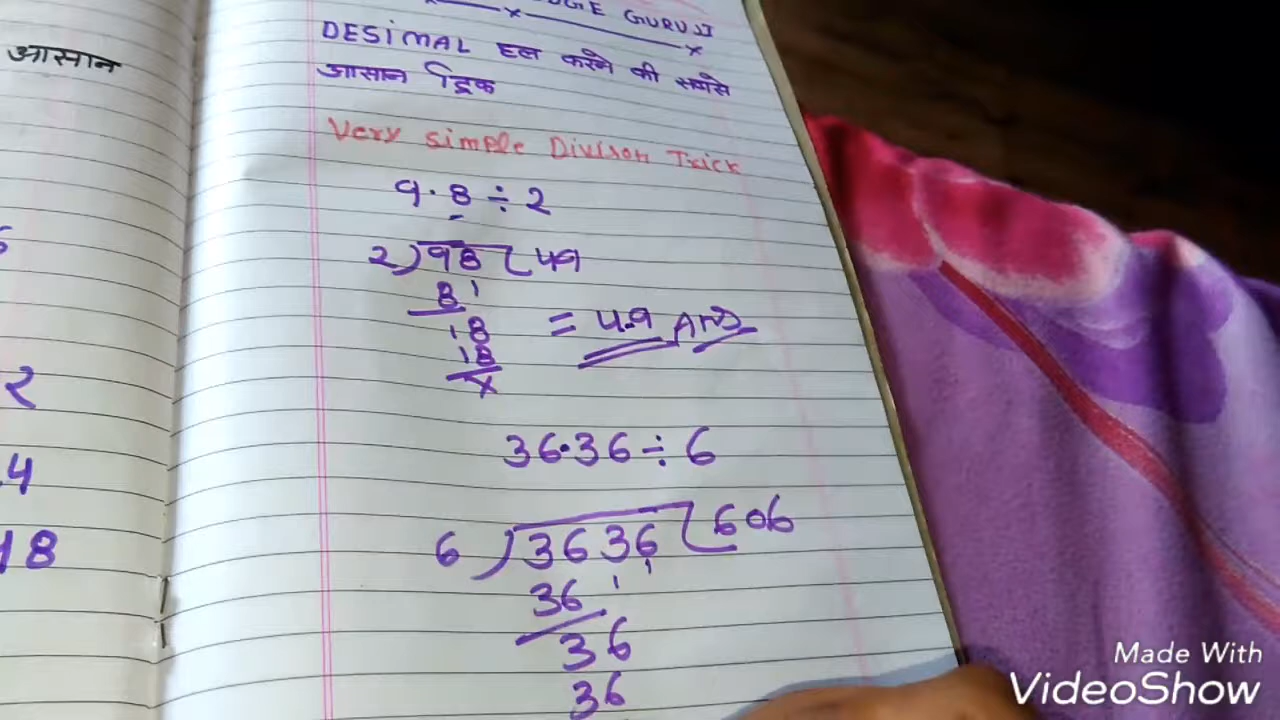 आसान
GURUJI
DESIMAL हल करने की सबसे
आसान ट्रिक
Very simple Divison Trick
9.8 ÷ 2
2) 98 ( 49
8
18
18
x
= 4.9 Ans
36.36 ÷ 6
6 ) 3636 ( 606
36
36
36
2
.4
18
Made With
VideoShow